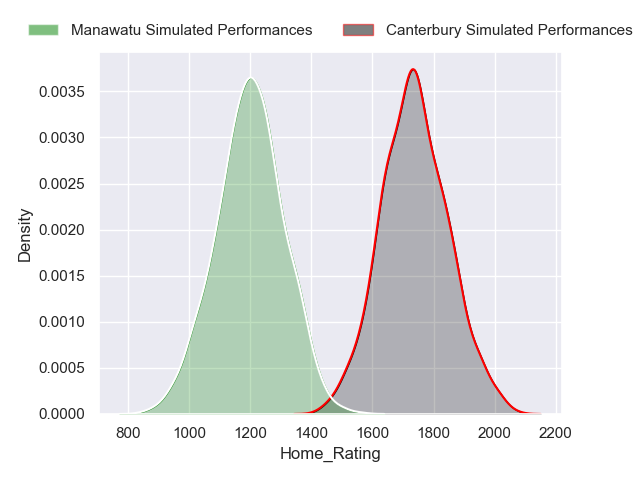 Manawatu Simulated Performances Canterbury Simulated Performances
0.0035
0.0030
0.0025
0.0020
0.0015
0.0010
0.0005
0.0000
Density
800 1000 1200 1400 1600 1800 2000 2200
Home_Rating